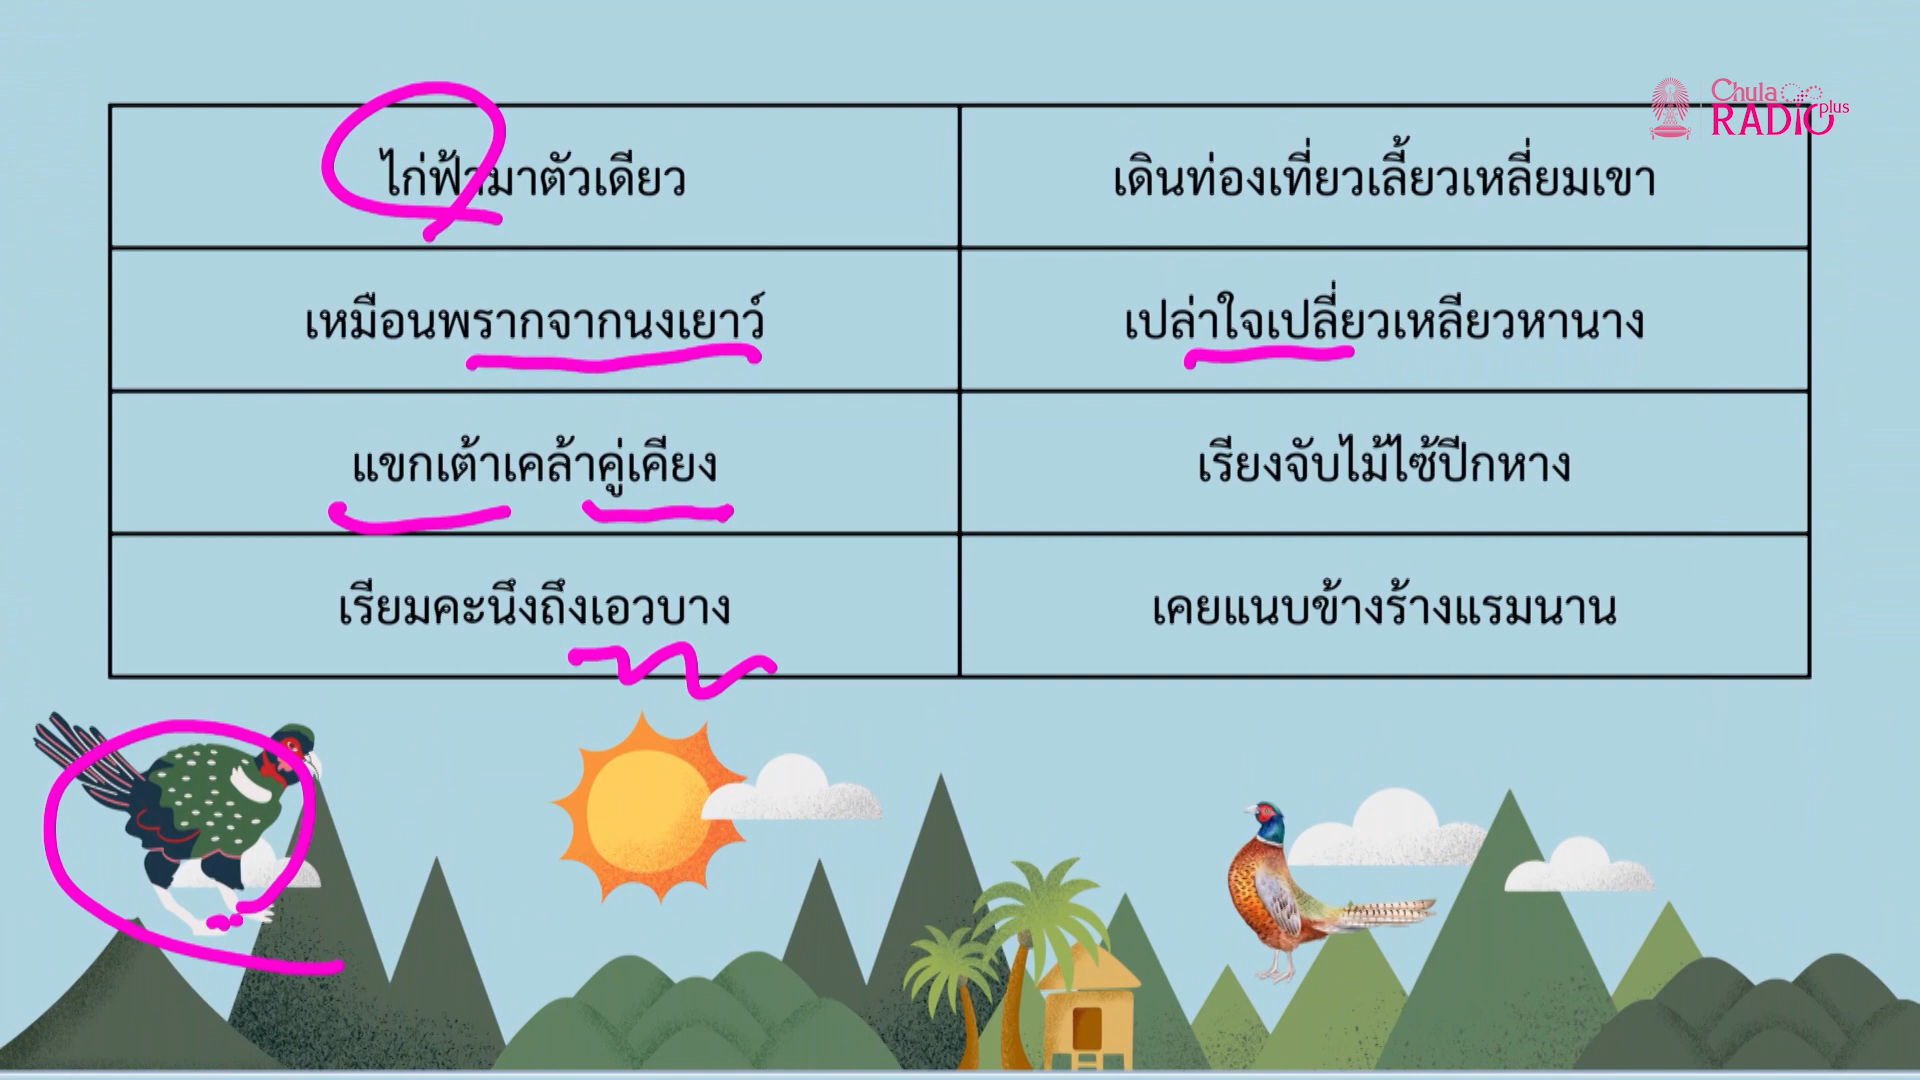 Chula
RADIO plus
ไก่ฟ้ามาตัวเดียว
เดินท่องเที่ยวเลี้ยวเหลี่ยมเขา
เหมือนพรากจากนงเยาว์
เปล่าใจเปลี่ยวเหลียวหานาง
แขกเต้าเคล้าคู่เคียง
เรียงจับไม้ไซ้ปีกหาง
เรียมคะนึงถึงเอวบาง
เคยแนบข้างร้างแรมนาน